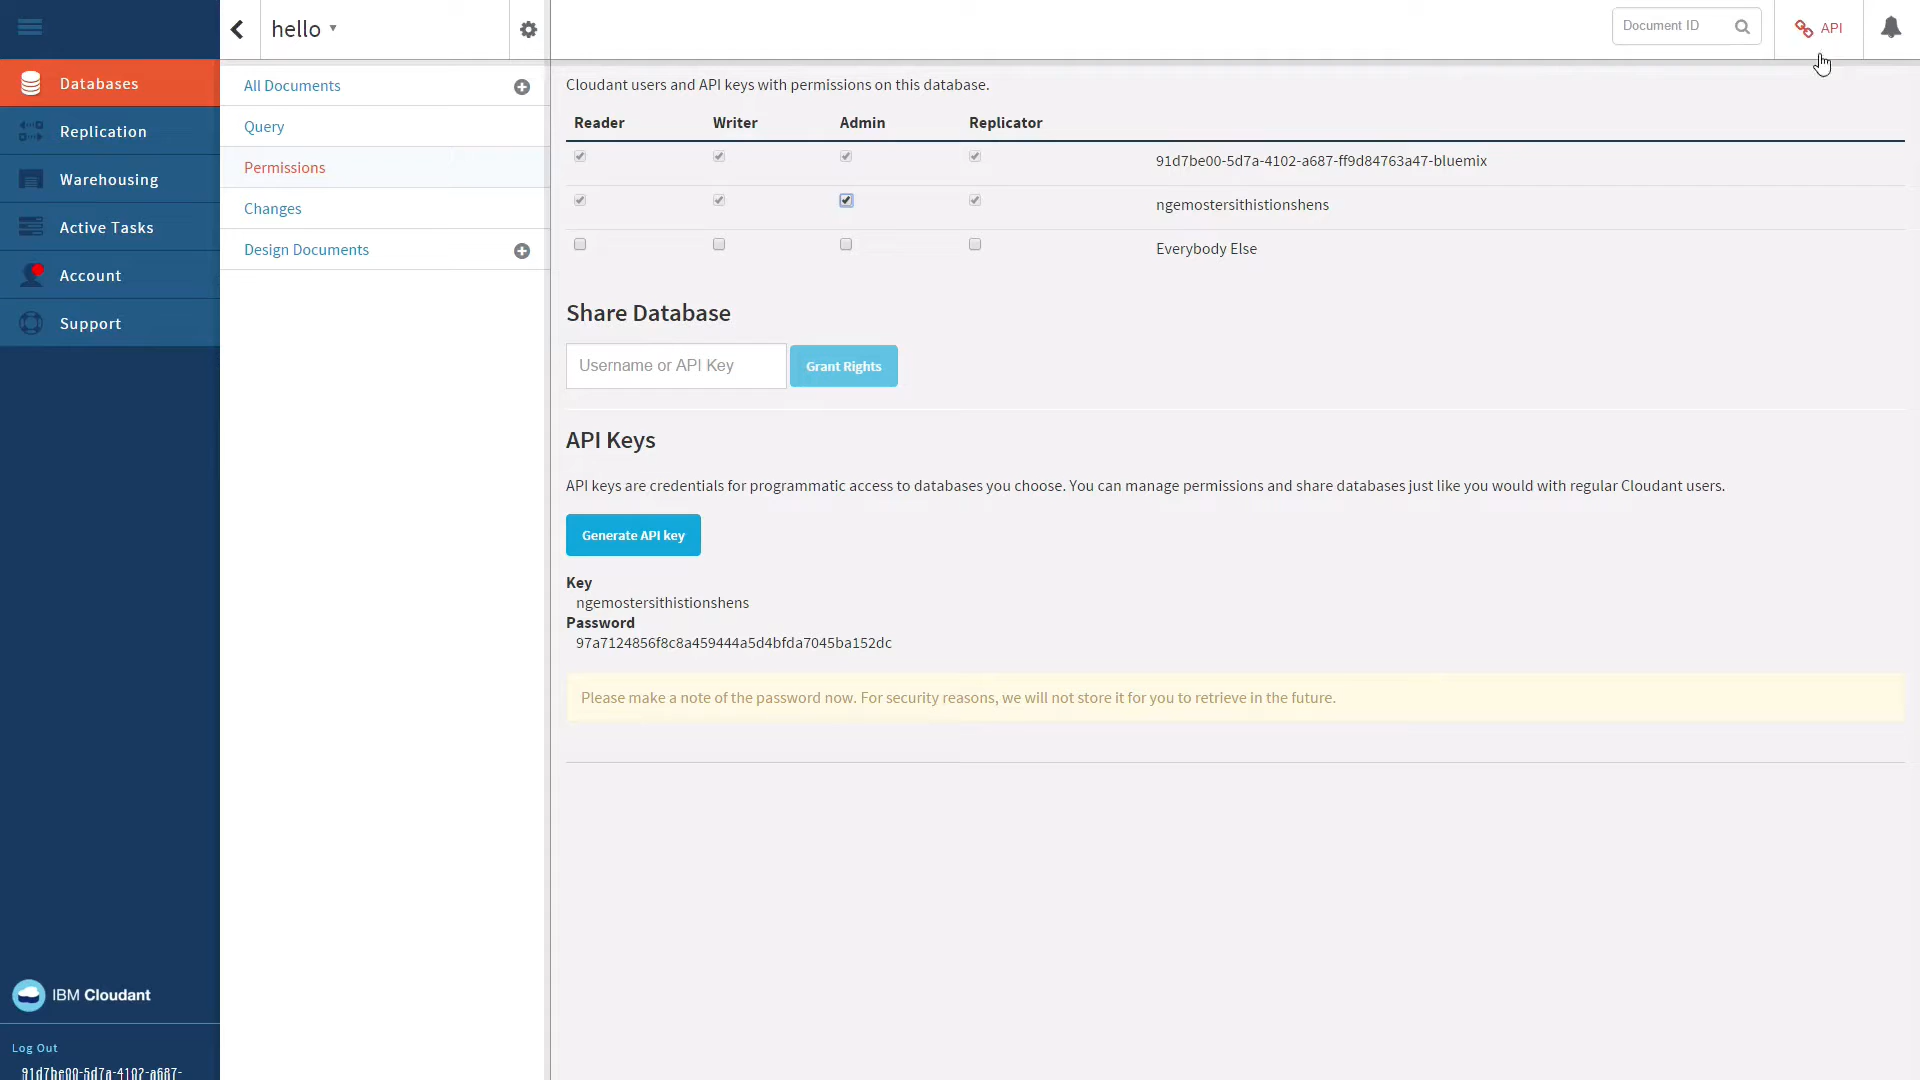 hello
Document ID
API
Databases
Replication
Warehousing
Active Tasks
Account
Support
All Documents
Query
Permissions
Changes
Design Documents
Cloudant users and API keys with permissions on this database.
Reader Writer Admin Replicator
91d7be00-5d7a-4102-a687-ff9d84763a47-bluemix
ngemostersithistionshens
Everybody Else
Share Database
Username or API Key
Grant Rights
API Keys
API keys are credentials for programmatic access to databases you choose. You can manage permissions and share databases just like you would with regular Cloudant users.
Generate API key
Key
ngemostersithistionshens
Password
97a7124856f8c8a459444a5d4bfda7045ba152dc
Please make a note of the password now. For security reasons, we will not store it for you to retrieve in the future.
IBM Cloudant
Log Out
91d7be00-5d7a-4102-a687-